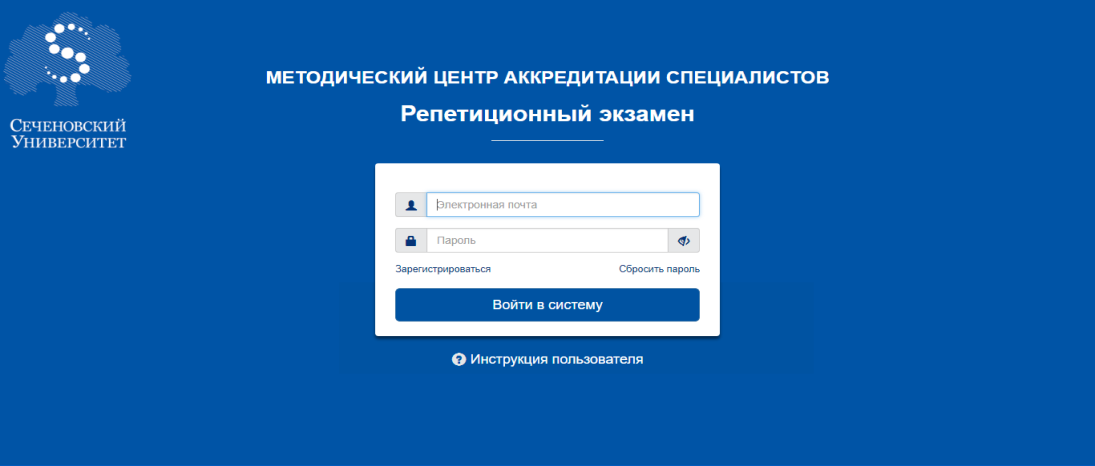 СЕЧЕНОВСКИЙ
УНИВЕРСИТЕТ
МЕТОДИЧЕСКИЙ ЦЕНТР АККРЕДИТАЦИИ СПЕЦИАЛИСТОВ
Репетиционный экзамен
Электронная почта
Пароль
Зарегистрироваться
Сбросить пароль
Войти в систему
Инструкция пользователя